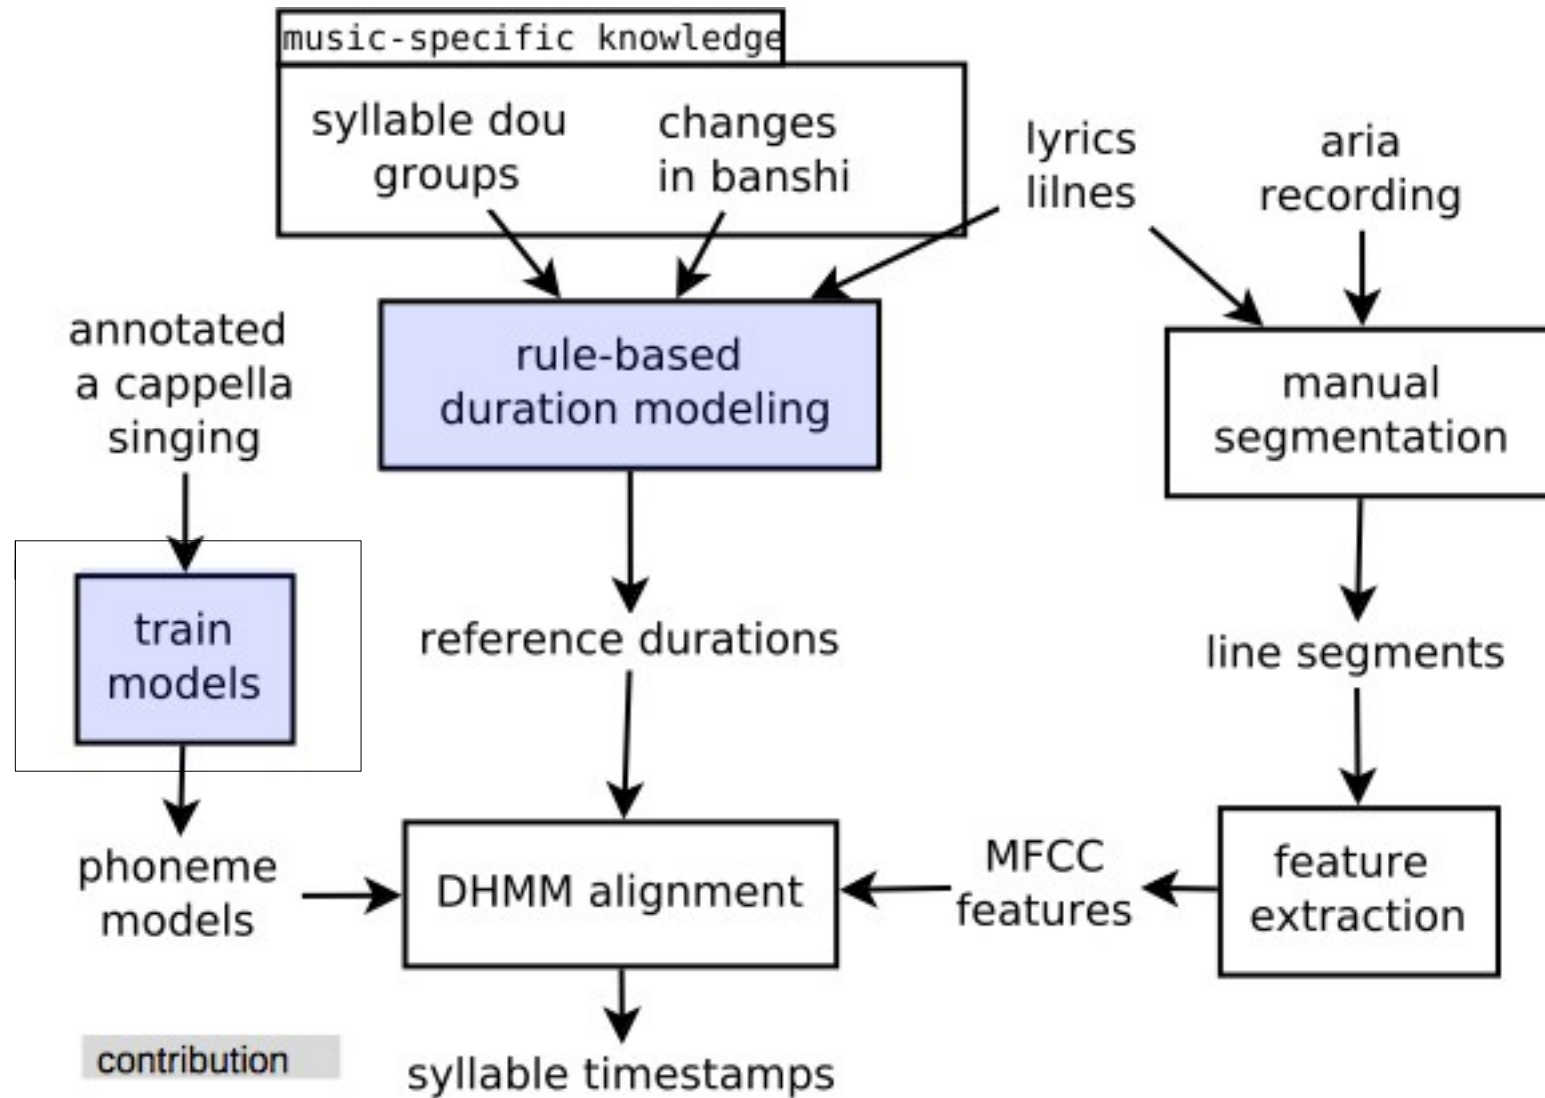 music-specific knowledge
syllable dou
groups
changes
in banshi
lyrics
lilnes
aria
recording
annotated
a cappella
singing
rule-based
duration modeling
manual
segmentation
train
models
reference durations
line segments
phoneme
models
DHMM alignment
MFCC
features
feature
extraction
contribution
syllable timestamps